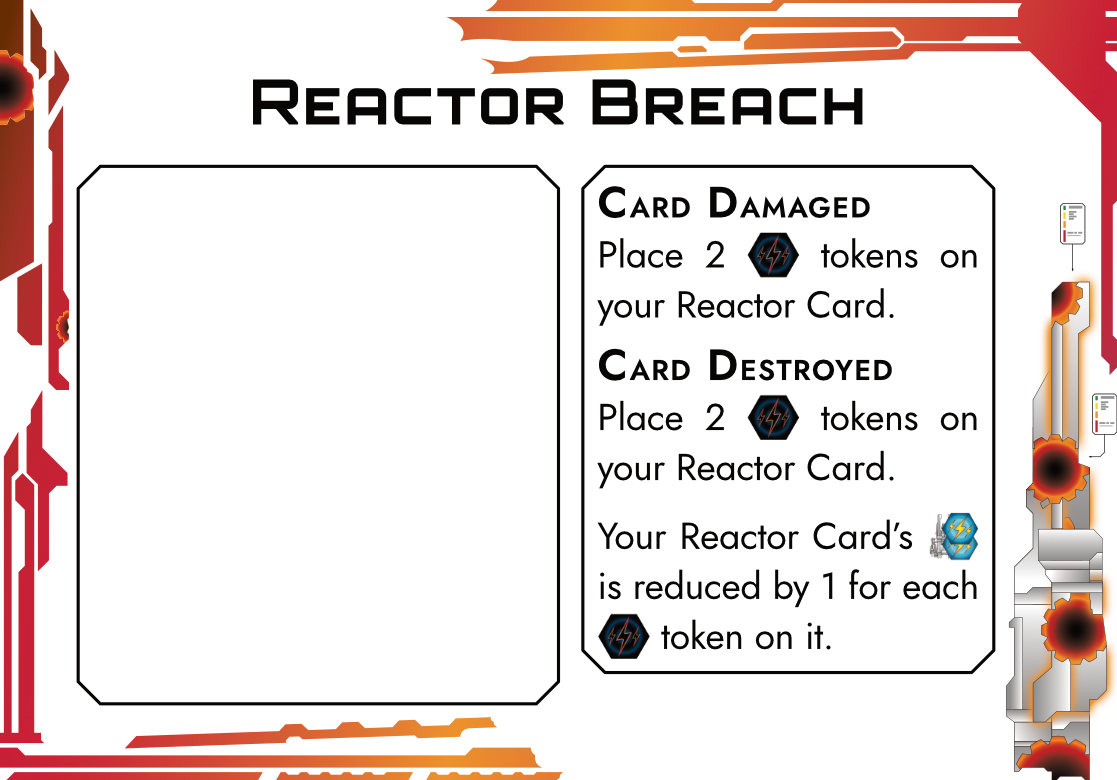 Reactor Breach
Card Damaged
Place 2 tokens on
your Reactor Card.
Card Destroyed
Place 2 tokens on
your Reactor Card.
Your Reactor Card’s
is reduced by 1 for each
token on it.